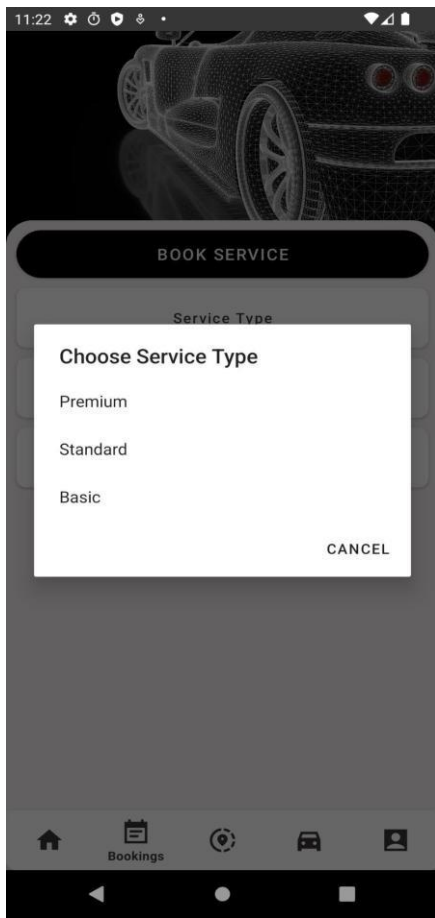 11:22
BOOK SERVICE
Service Type
Choose Service Type
Premium
Standard
Basic
CANCEL
Bookings